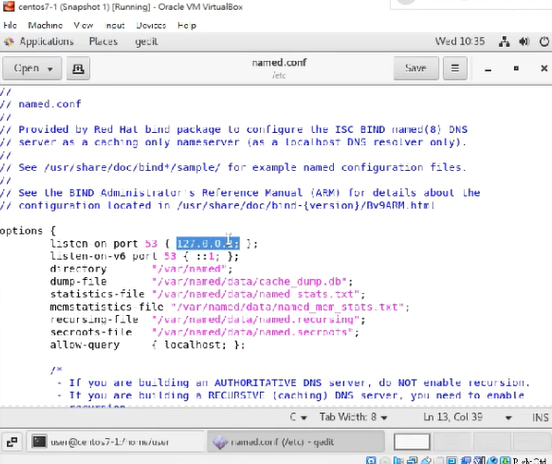 centos7-1 (Snapshot 1) [Running] - Oracle VM VirtualBox
File Machine View Input Devices Help
Applications Places gedit Wed 10:35
Open named.conf Save
/etc
//
// named.conf
//
// Provided by Red Hat bind package to configure the ISC BIND named(8) DNS
// server as a caching only nameserver (as a localhost DNS resolver only).
//
// See /usr/share/doc/bind*/sample/ for example named configuration files.
//
// See the BIND Administrator's Reference Manual (ARM) for details about the
// configuration located in /usr/share/doc/bind-{version}/Bv9ARM.html
options {
listen-on port 53 { 127.0.0.1; };
listen-on-v6 port 53 { ::1; };
directory "/var/named";
dump-file "/var/named/data/cache_dump.db";
statistics-file "/var/named/data/named_stats.txt";
memstatistics-file "/var/named/data/named_mem_stats.txt";
recursing-file "/var/named/data/named.recursing";
secroots-file "/var/named/data/named.secroots";
allow-query { localhost; };
/*
- If you are building an AUTHORITATIVE DNS server, do NOT enable recursion.
- If you are building a RECURSIVE (caching) DNS server, you need to enable
recursion.
C Tab Width: 8 Ln 13, Col 39 INS
user@centos7-1:/home/user named.conf (/etc) - gedit
Right Ctrl